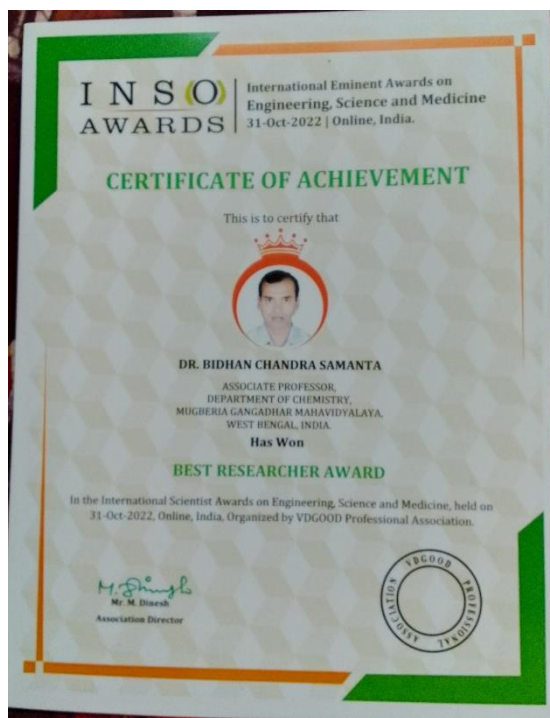 INSO
AWARDS
International Eminent Awards on
Engineering, Science and Medicine
31-Oct-2022 | Online, India.
CERTIFICATE OF ACHIEVEMENT
This is to certify that
DR. BIDHAN CHANDRA SAMANTA
ASSOCIATE PROFESSOR,
DEPARTMENT OF CHEMISTRY,
MUGBERIA GANGADHAR MAHAVIDYALAYA,
WEST BENGAL, INDIA.
Has Won
BEST RESEARCHER AWARD
In the International Scientist Awards on Engineering, Science and Medicine, held on
31-Oct-2022, Online, India, Organized by VDGOOD Professional Association.
Mr. M. Dinesh
Association Director
VDGOOD PROFESSIONAL ASSOCIATION